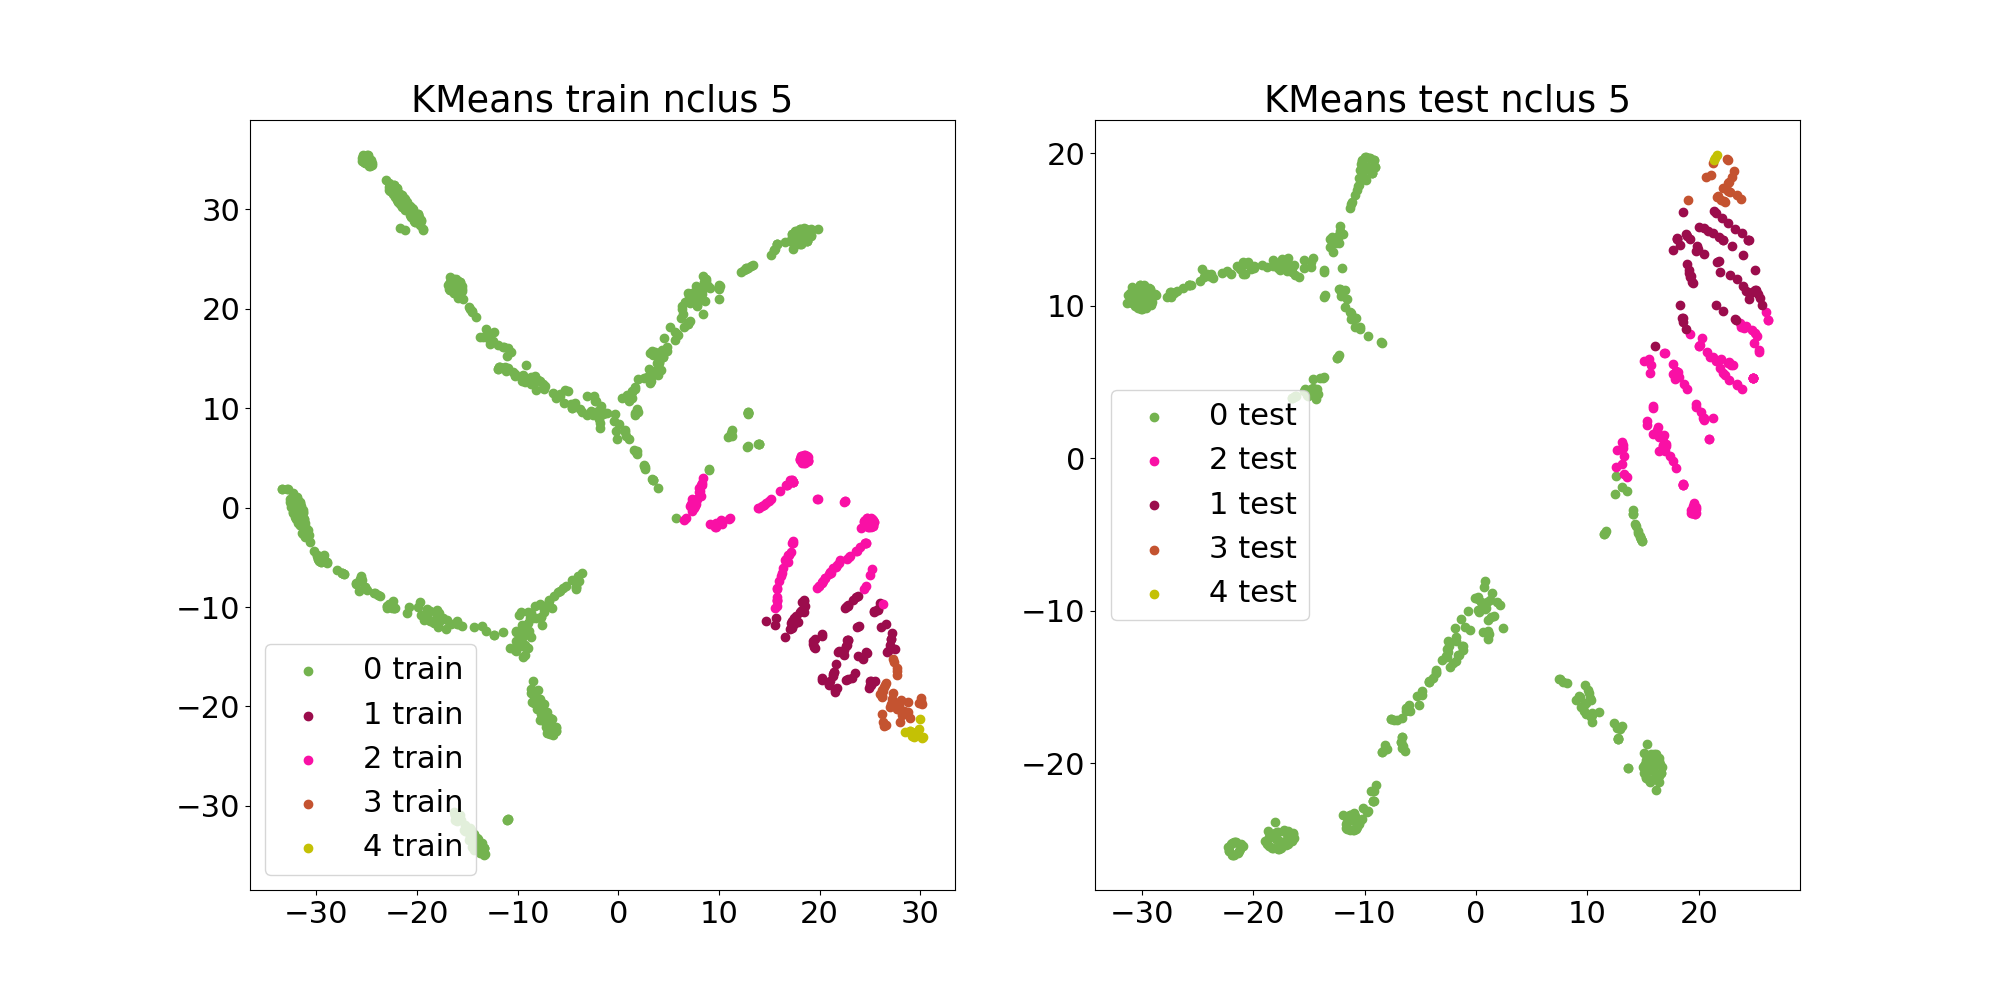 KMeans train nclus 5
30
20
10
0
−10
−20
−30
−30 −20 −10 0 10 20 30
0 train
1 train
2 train
3 train
4 train
KMeans test nclus 5
20
10
0
−10
−20
−30 −20 −10 0 10 20
0 test
2 test
1 test
3 test
4 test